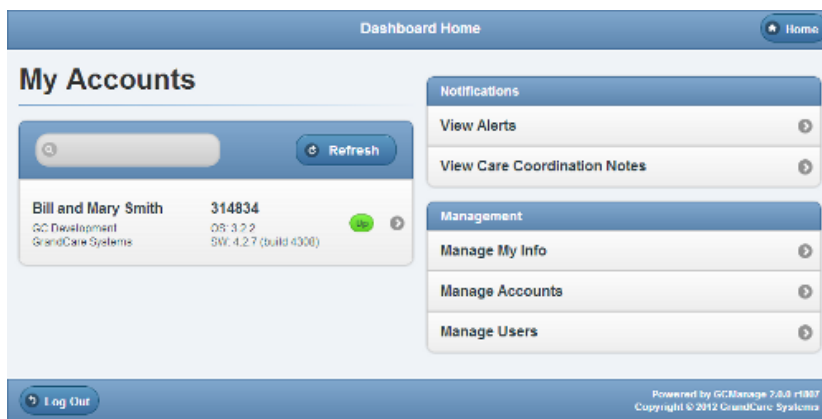 Dashboard Home
Home
My Accounts
Refresh
Bill and Mary Smith
314834
GC Development
OS: 3.2.2
GrandCare Systems
SW: 4.2.7 (build 4308)
Up
Notifications
View Alerts
View Care Coordination Notes
Management
Manage My Info
Manage Accounts
Manage Users
Log Out
Powered by GCManage 2.0.0 r1807
Copyright © 2012 GrandCare Systems